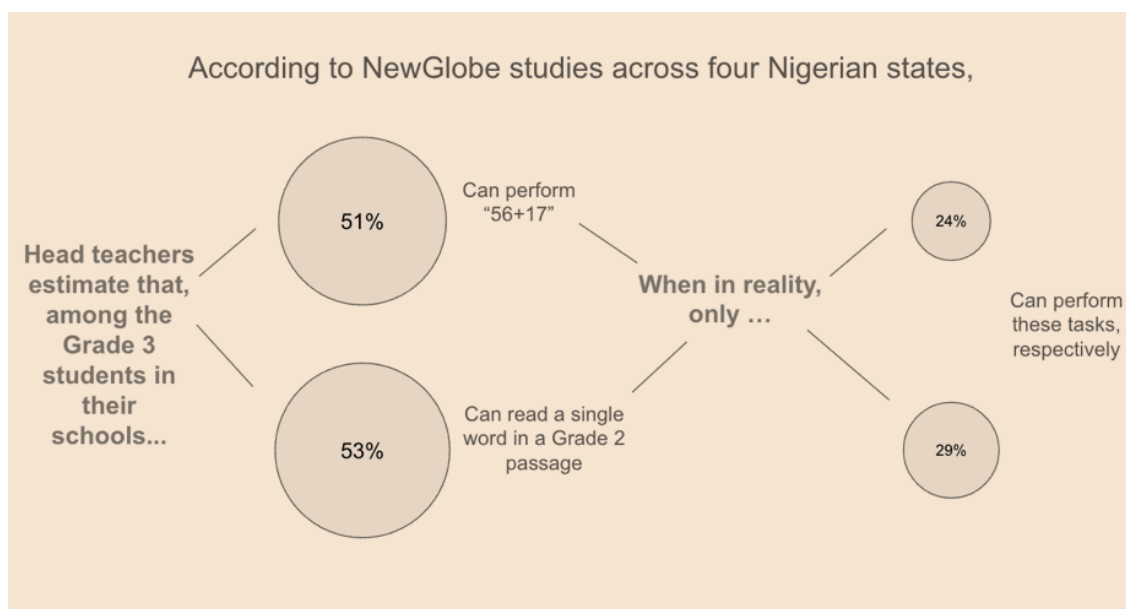 According to NewGlobe studies across four Nigerian states,
Head teachers
estimate that,
among the
Grade 3
students in
their
schools...
51%
Can perform
“56+17”
53%
Can read a single
word in a Grade 2
passage
When in reality,
only …
24%
29%
Can perform
these tasks,
respectively